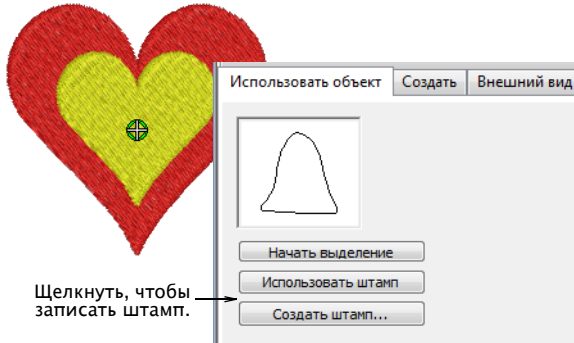 Использовать объект Создать Внешний вид
Начать выделение
Использовать штамп
Щелкнуть, чтобы
записать штамп.
Создать штамп...